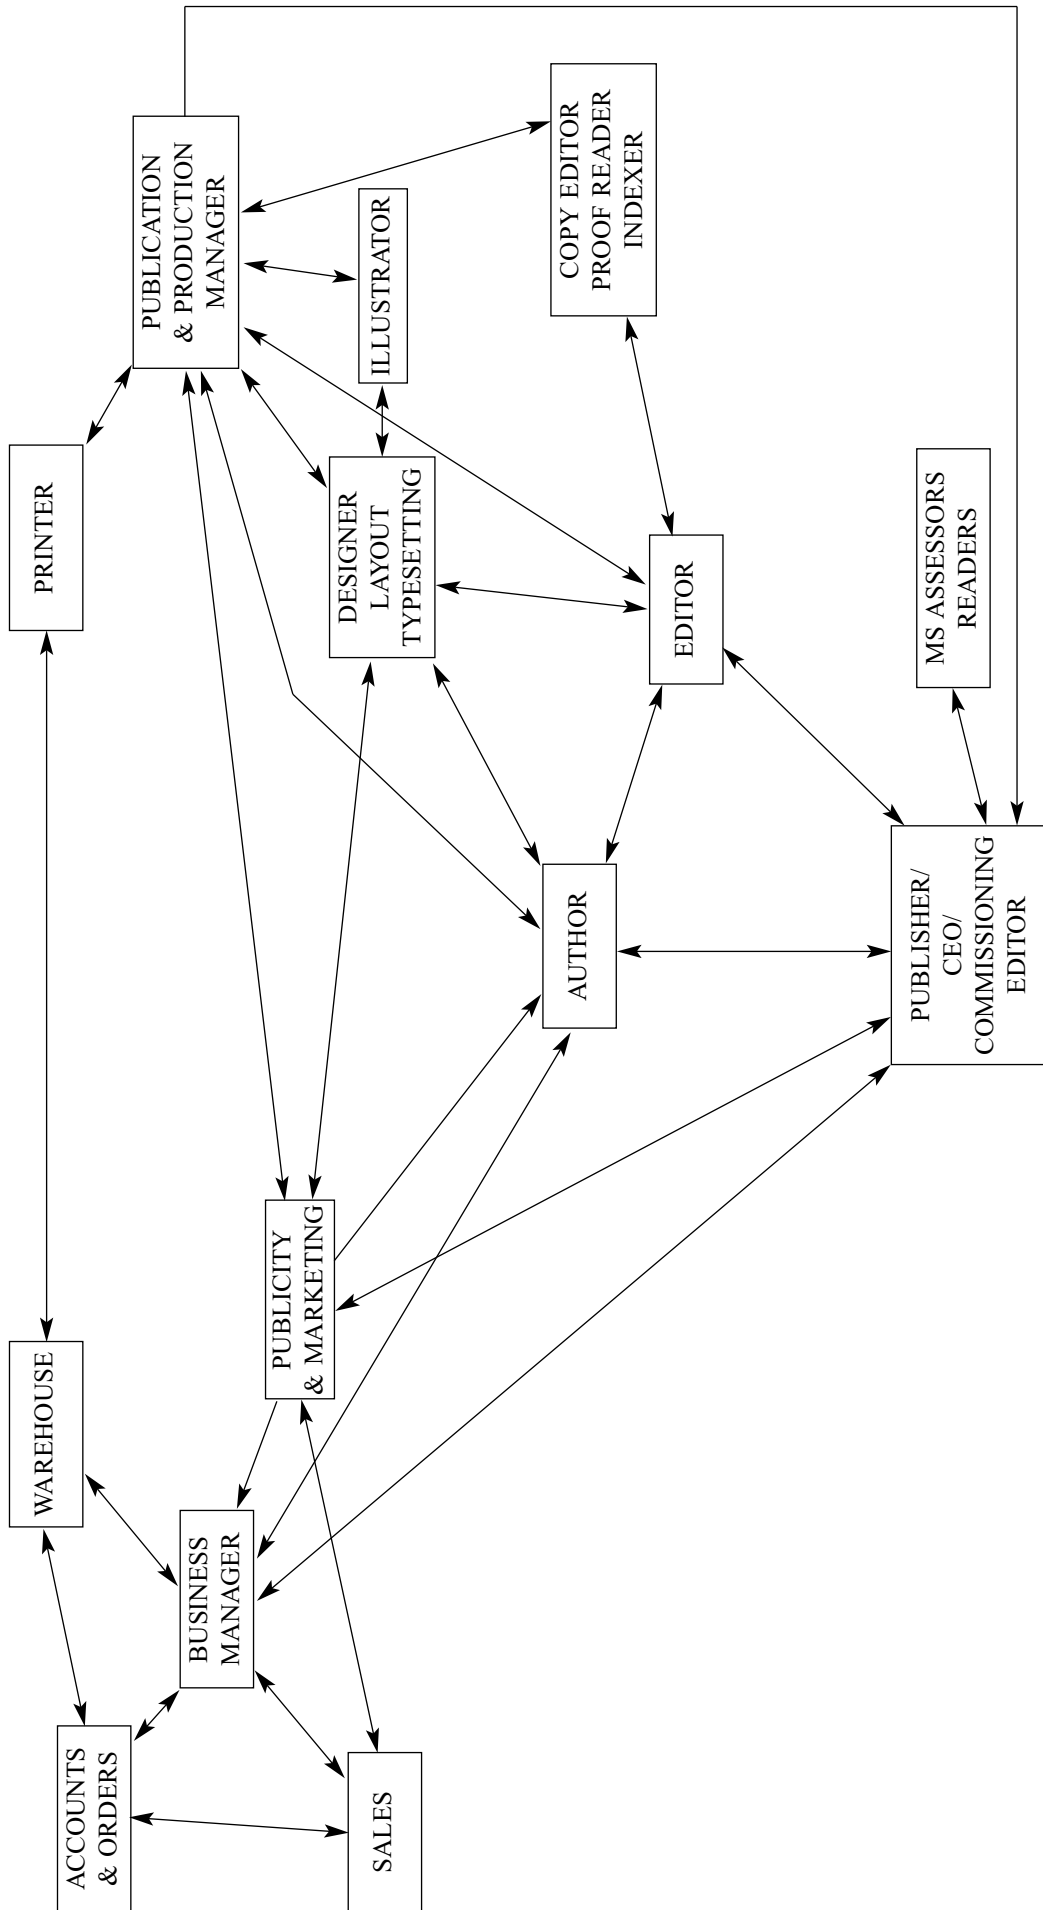 WAREHOUSE
PRINTER
ACCOUNTS
& ORDERS
BUSINESS
MANAGER
PUBLICATION
& PRODUCTION
MANAGER
PUBLICITY
& MARKETING
SALES
DESIGNER
LAYOUT
TYPESETTING
ILLUSTRATOR
AUTHOR
COPY EDITOR
PROOF READER
INDEXER
EDITOR
PUBLISHER/
CEO/
COMMISSIONING
EDITOR
MS ASSESSORS
READERS